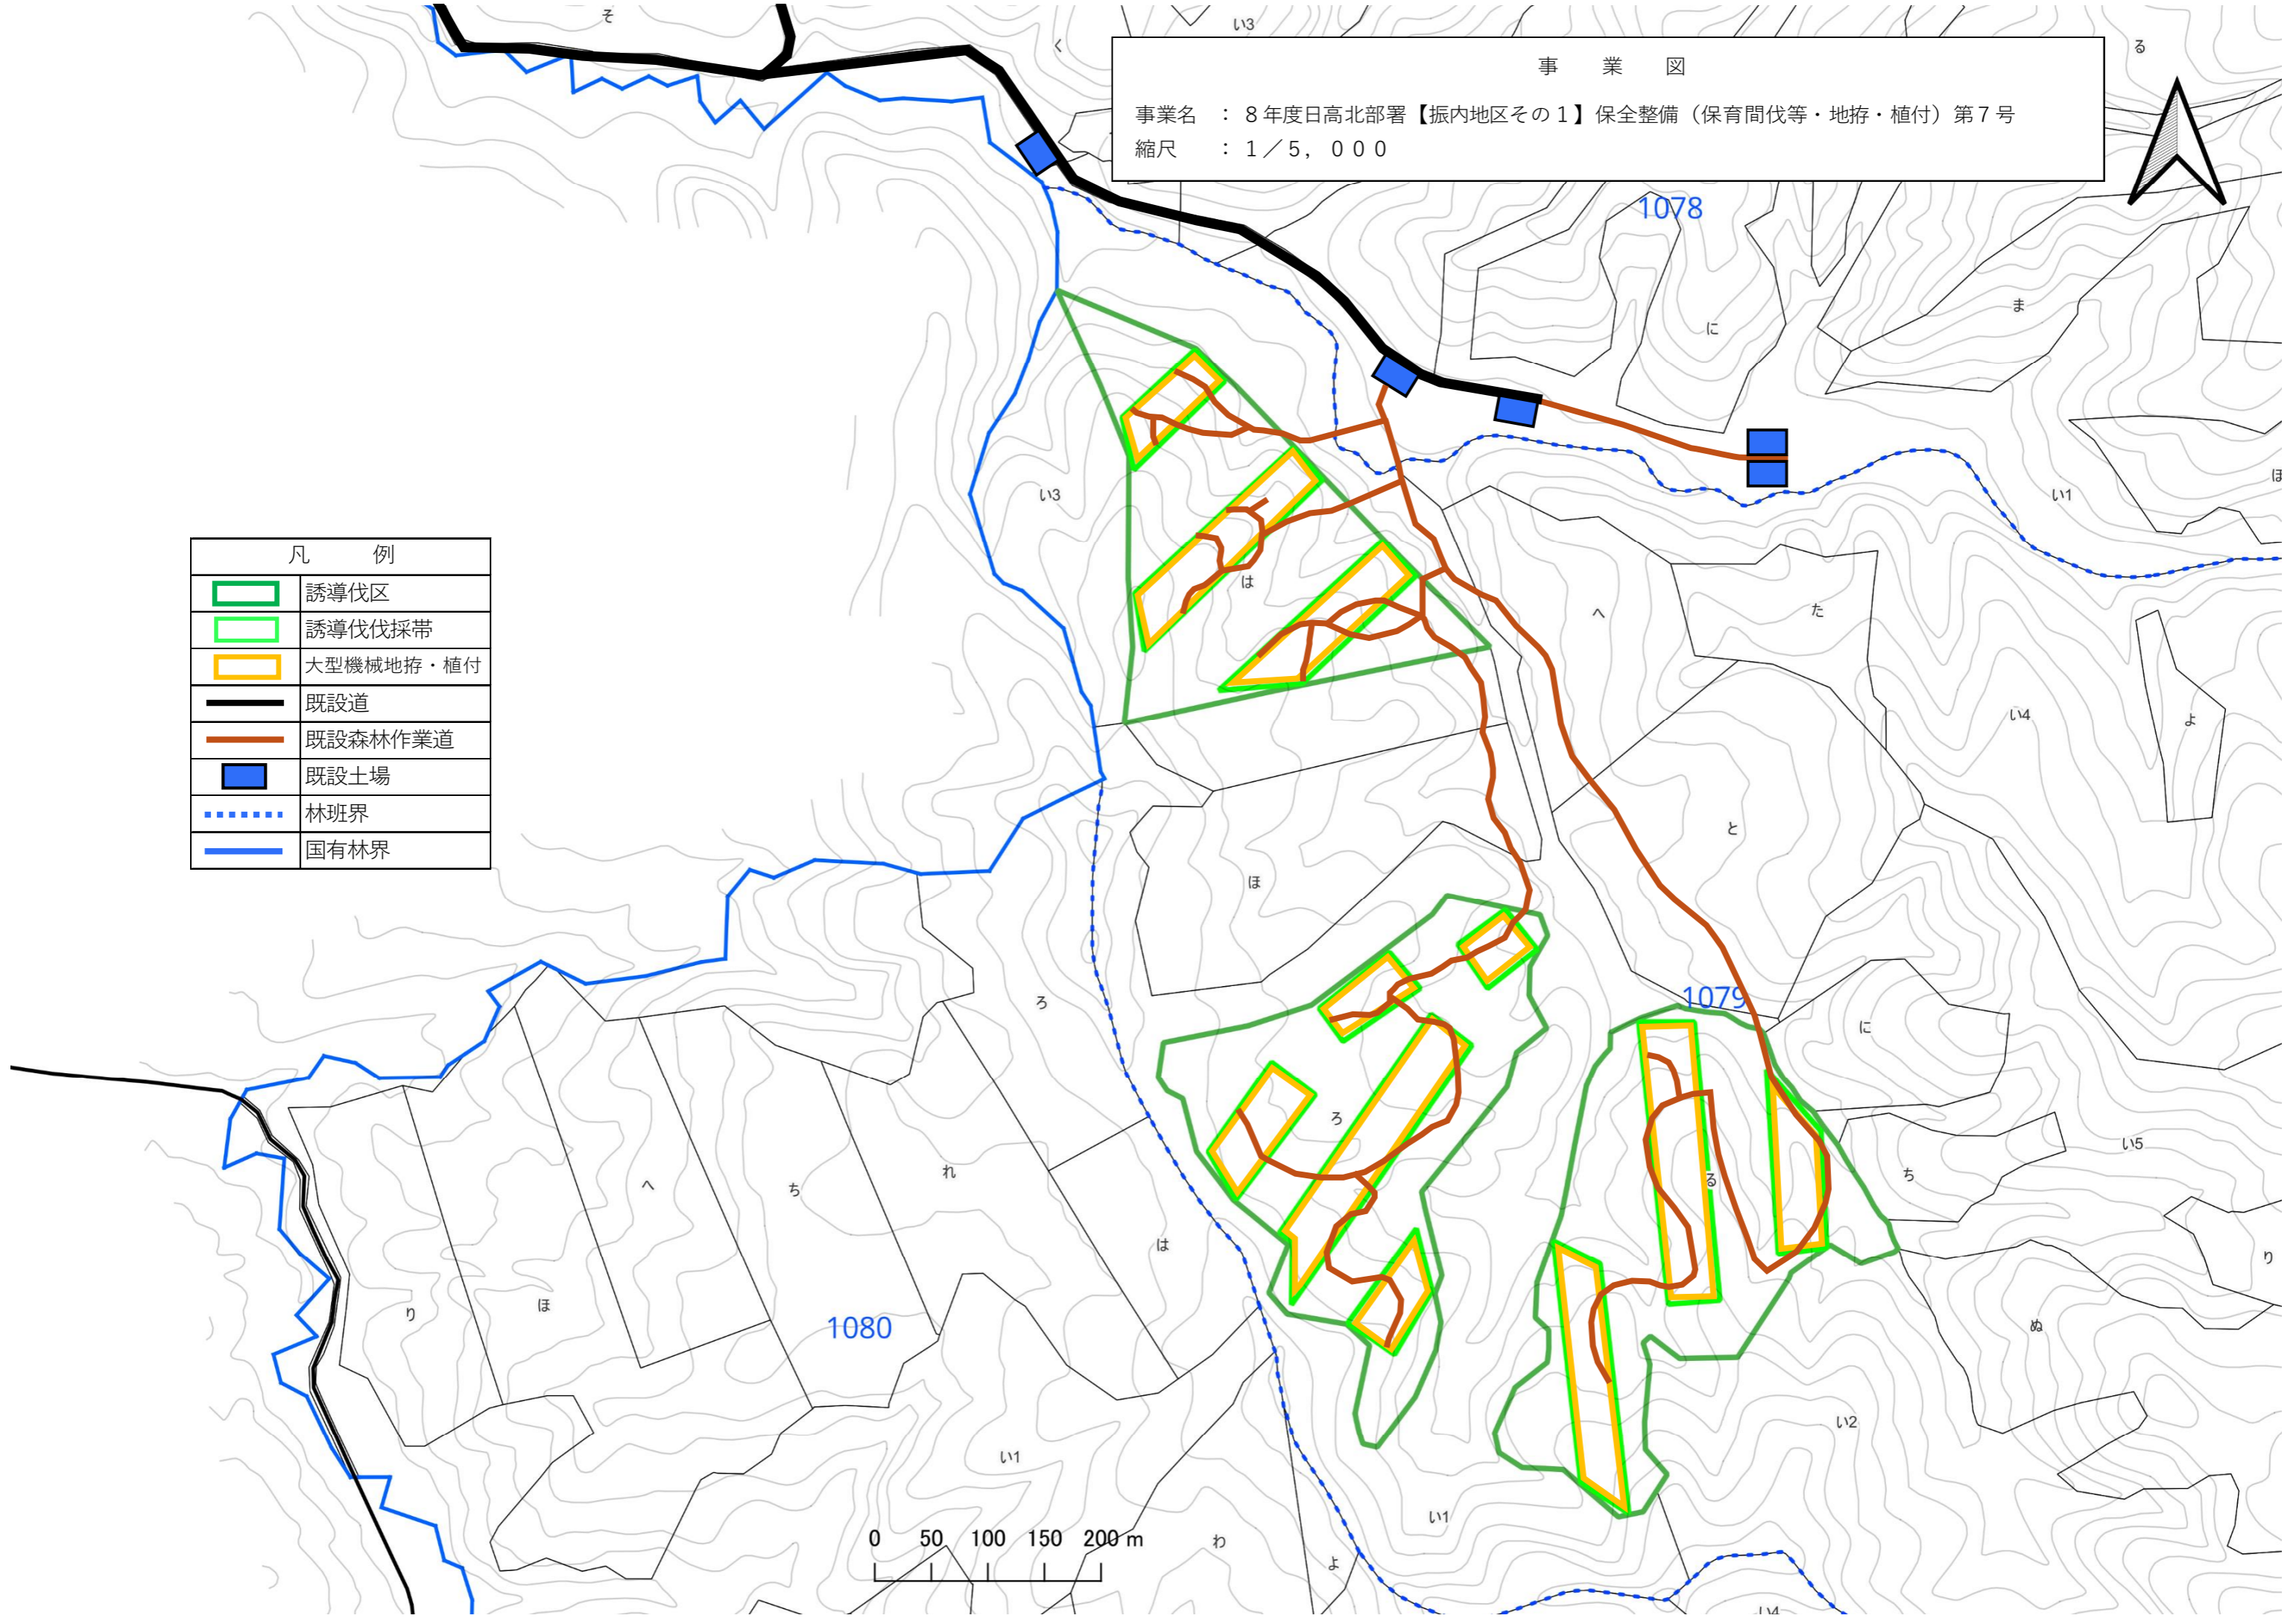 そ
く
い3
る
事 業 図
事業名 ： 8年度日高北部署【振内地区その1】保全整備（保育間伐等・地拵・植付）第7号
縮尺 ： 1／5，000
1078
に
ま
ほ
い1
い3
は
へ
た
い4
よ
凡 例
誘導伐区
誘導伐伐採帯
大型機械地拵・植付
既設道
既設森林作業道
既設土場
林班界
国有林界
と
ほ
ろ
1079
に
ろ
い5
ち
る
れ
ち
へ
は
り
り
ほ
1080
ぬ
い2
い1
い1
0 50 100 150 200 m
わ
よ
い4